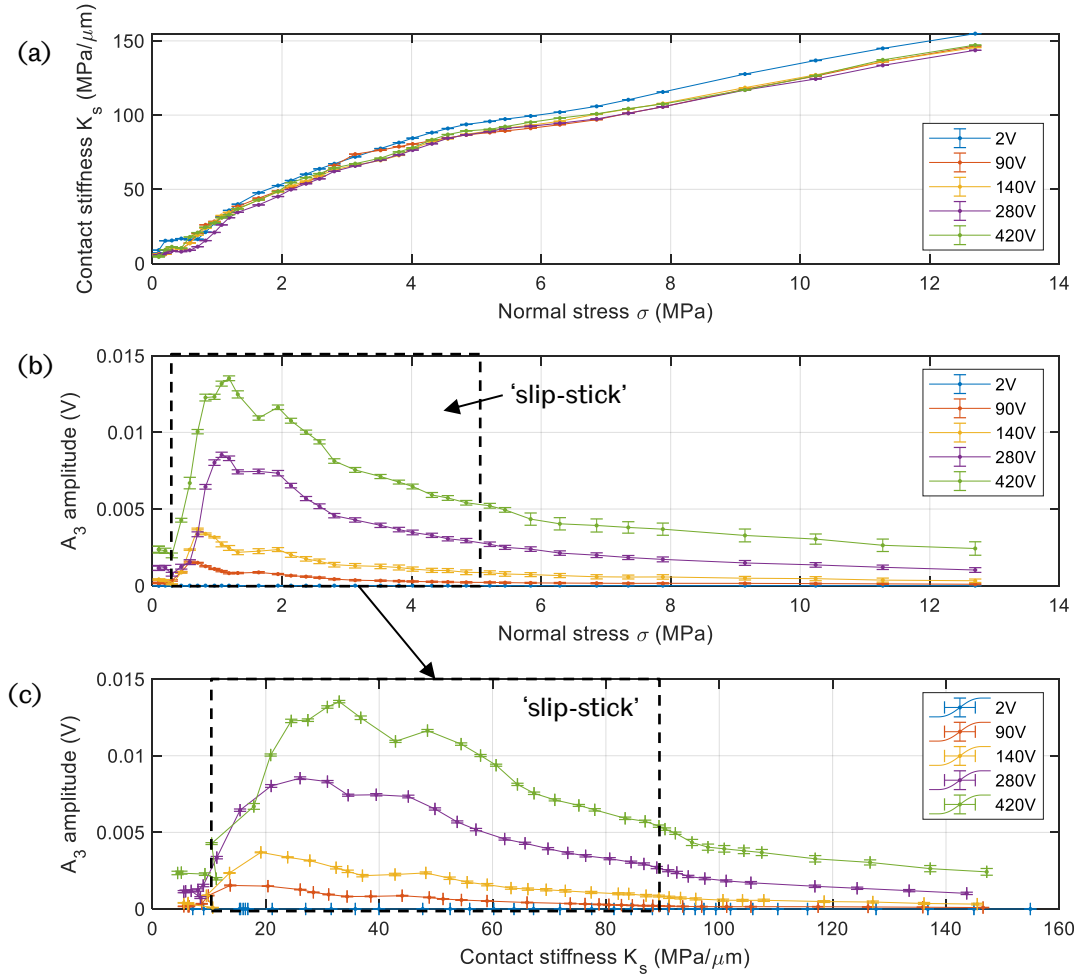 (a)
Contact stiffness Kₛ (MPa/μm)
150
100
50
0
0 2 4 6 8 10 12 14
Normal stress σ (MPa)
2V
90V
140V
280V
420V
(b)
A₃ amplitude (V)
0.015
0.01
0.005
0
0 2 4 6 8 10 12 14
Normal stress σ (MPa)
‘slip-stick’
2V
90V
140V
280V
420V
(c)
A₃ amplitude (V)
0.015
0.01
0.005
0
0 20 40 60 80 100 120 140 160
Contact stiffness Kₛ (MPa/μm)
‘slip-stick’
2V
90V
140V
280V
420V